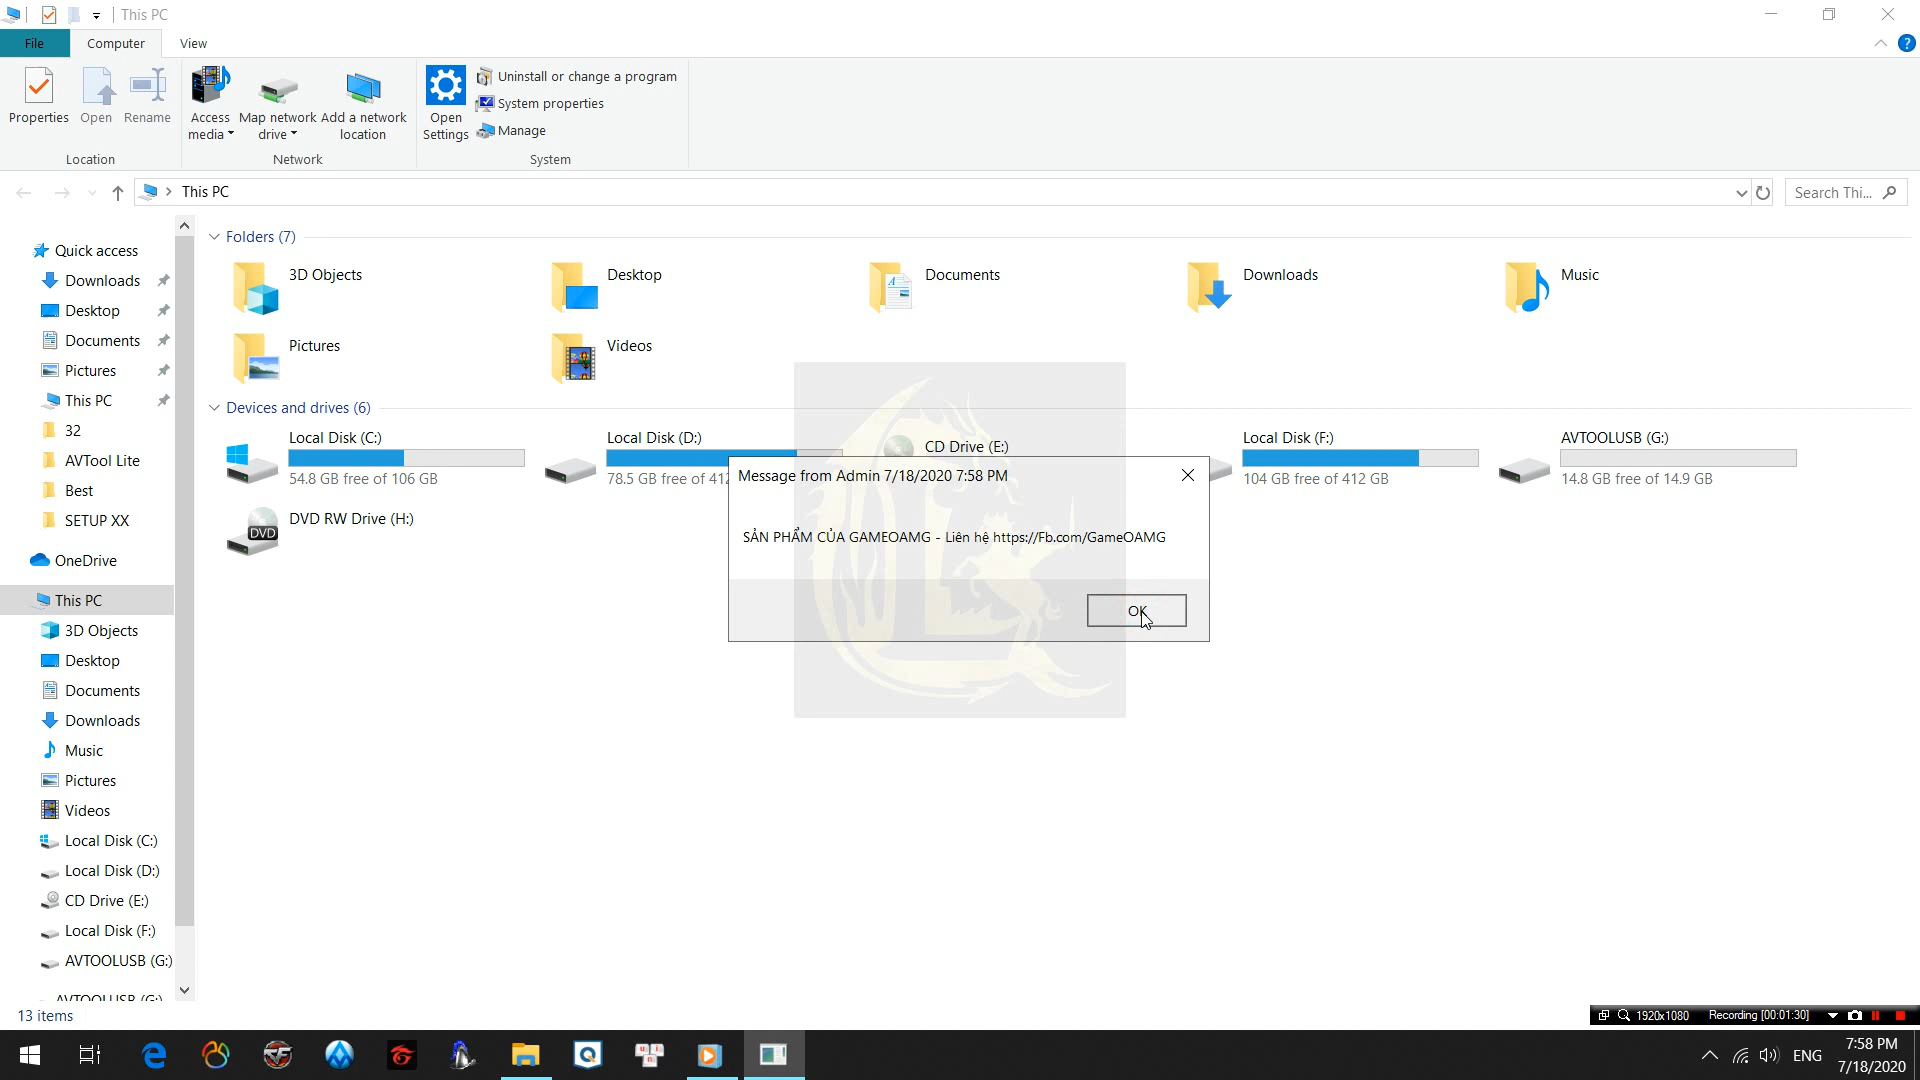 This PC
File
Computer
View
Properties
Open
Rename
Access media
Map network drive
Add a network location
Open Settings
Uninstall or change a program
System properties
Manage
Location
Network
System
This PC
Search Thi...
Quick access
Downloads
Desktop
Documents
Pictures
This PC
32
AVTool Lite
Best
SETUP XX
OneDrive
This PC
3D Objects
Desktop
Documents
Downloads
Music
Pictures
Videos
Local Disk (C:)
Local Disk (D:)
CD Drive (E:)
Local Disk (F:)
AVTOOLUSB (G:)
AVTOOLUSB (G:)
Folders (7)
3D Objects
Desktop
Documents
Downloads
Music
Pictures
Videos
Devices and drives (6)
Local Disk (C:)
54.8 GB free of 106 GB
Local Disk (D:)
78.5 GB free of 412
CD Drive (E:)
Local Disk (F:)
104 GB free of 412 GB
AVTOOLUSB (G:)
14.8 GB free of 14.9 GB
DVD RW Drive (H:)
DVD
Message from Admin 7/18/2020 7:58 PM
SẢN PHẨM CỦA GAMEOAMG - Liên hệ https://Fb.com/GameOAMG
OK
13 items
1920x1080
Recording [00:01:30]
ENG
7:58 PM
7/18/2020